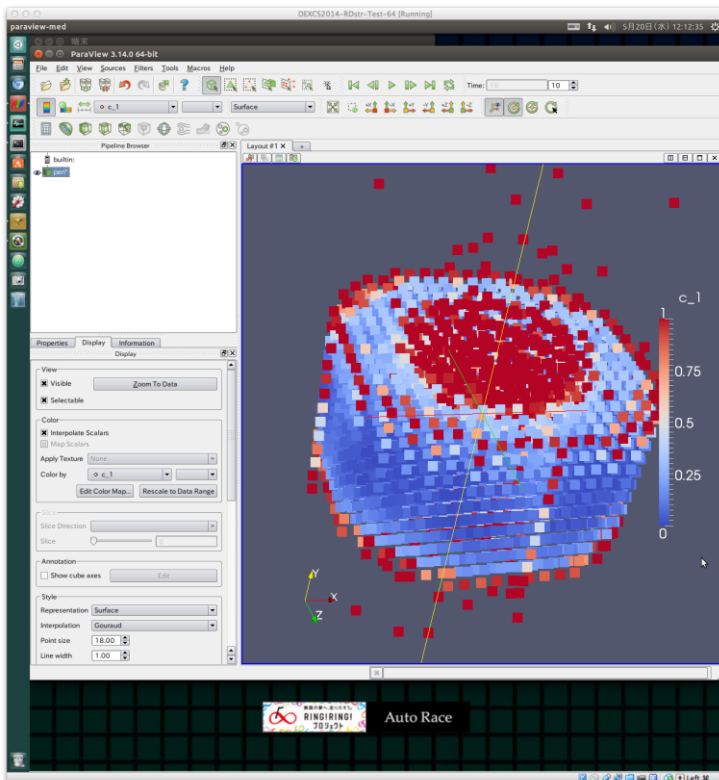 DEXCS2014-RDstr-Test-64 [Running]
paraview-med
5月20日(水) 12:12:35
端末
ParaView 3.14.0 64-bit
File Edit View Sources Filters Tools Macros Help
Time: 10
c_1 Surface
Pipeline Browser
Layout #1
builtin:
Properties Display Information
Display
View
Visible
Zoom To Data
Selectable
Color
Interpolate Scalars
Map Scalars
Apply Texture None
Color by c_1
Edit Color Map... Rescale to Data Range
Slice
Slice Direction
Slice 0
Annotation
Show cube axes Edit
Style
Representation Surface
Interpolation Gouraud
Point size 18.00
Line width 1.00
c_1
1
0.75
0.5
0.25
0
Y
X
Z
RING!RING!
プロジェクト
Auto Race
Left ⌘